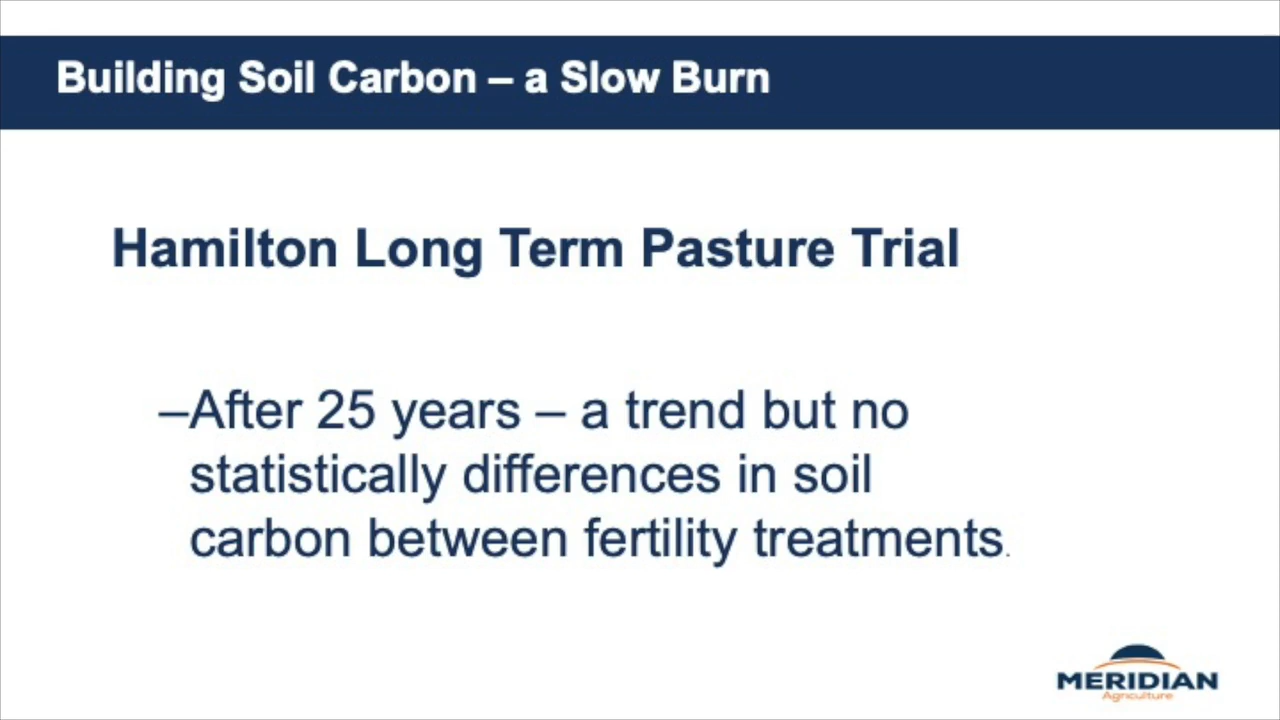 Building Soil Carbon – a Slow Burn
Hamilton Long Term Pasture Trial
–After 25 years – a trend but no
statistically differences in soil
carbon between fertility treatments.
MERIDIAN
Agriculture